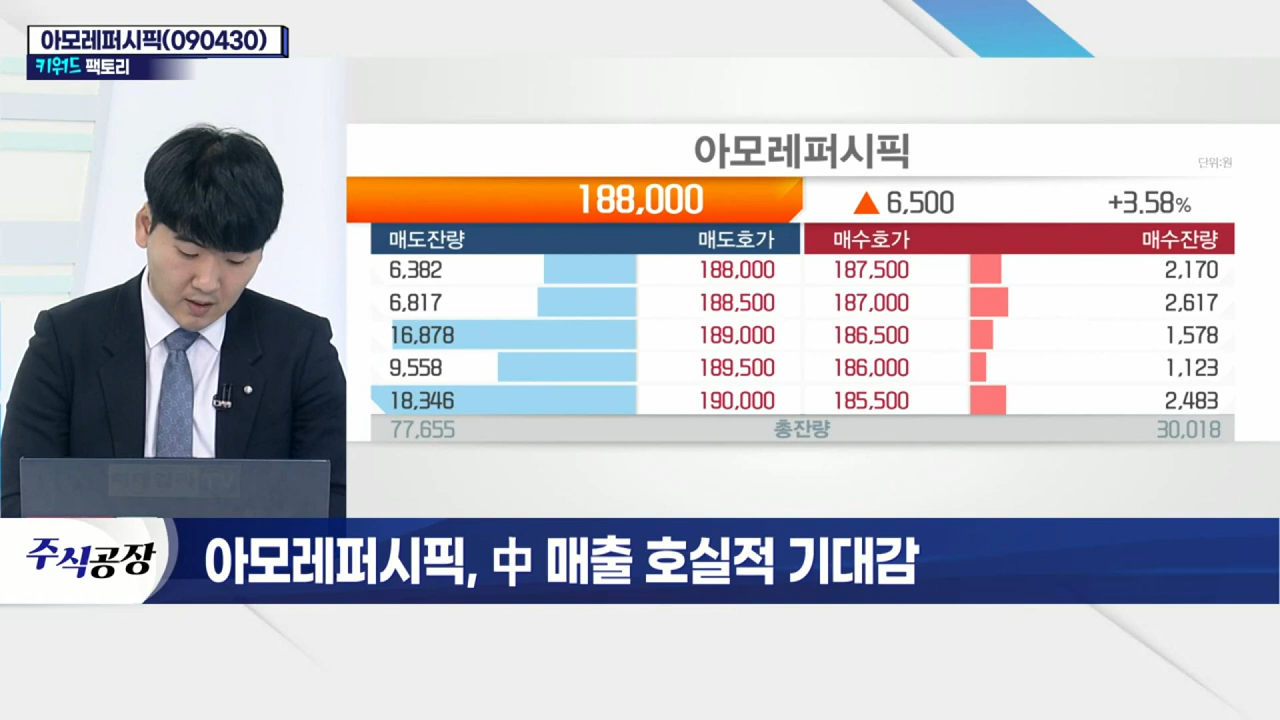 아모레퍼시픽(090430)
키워드 팩토리
아모레퍼시픽
단위:원
188,000 ▲ 6,500 +3.58%
매도잔량 매도호가 매수호가 매수잔량
6,382 188,000 187,500 2,170
6,817 188,500 187,000 2,617
16,878 189,000 186,500 1,578
9,558 189,500 186,000 1,123
18,346 190,000 185,500 2,483
77,655 총잔량 30,018
주식공장
아모레퍼시픽, 中 매출 호실적 기대감